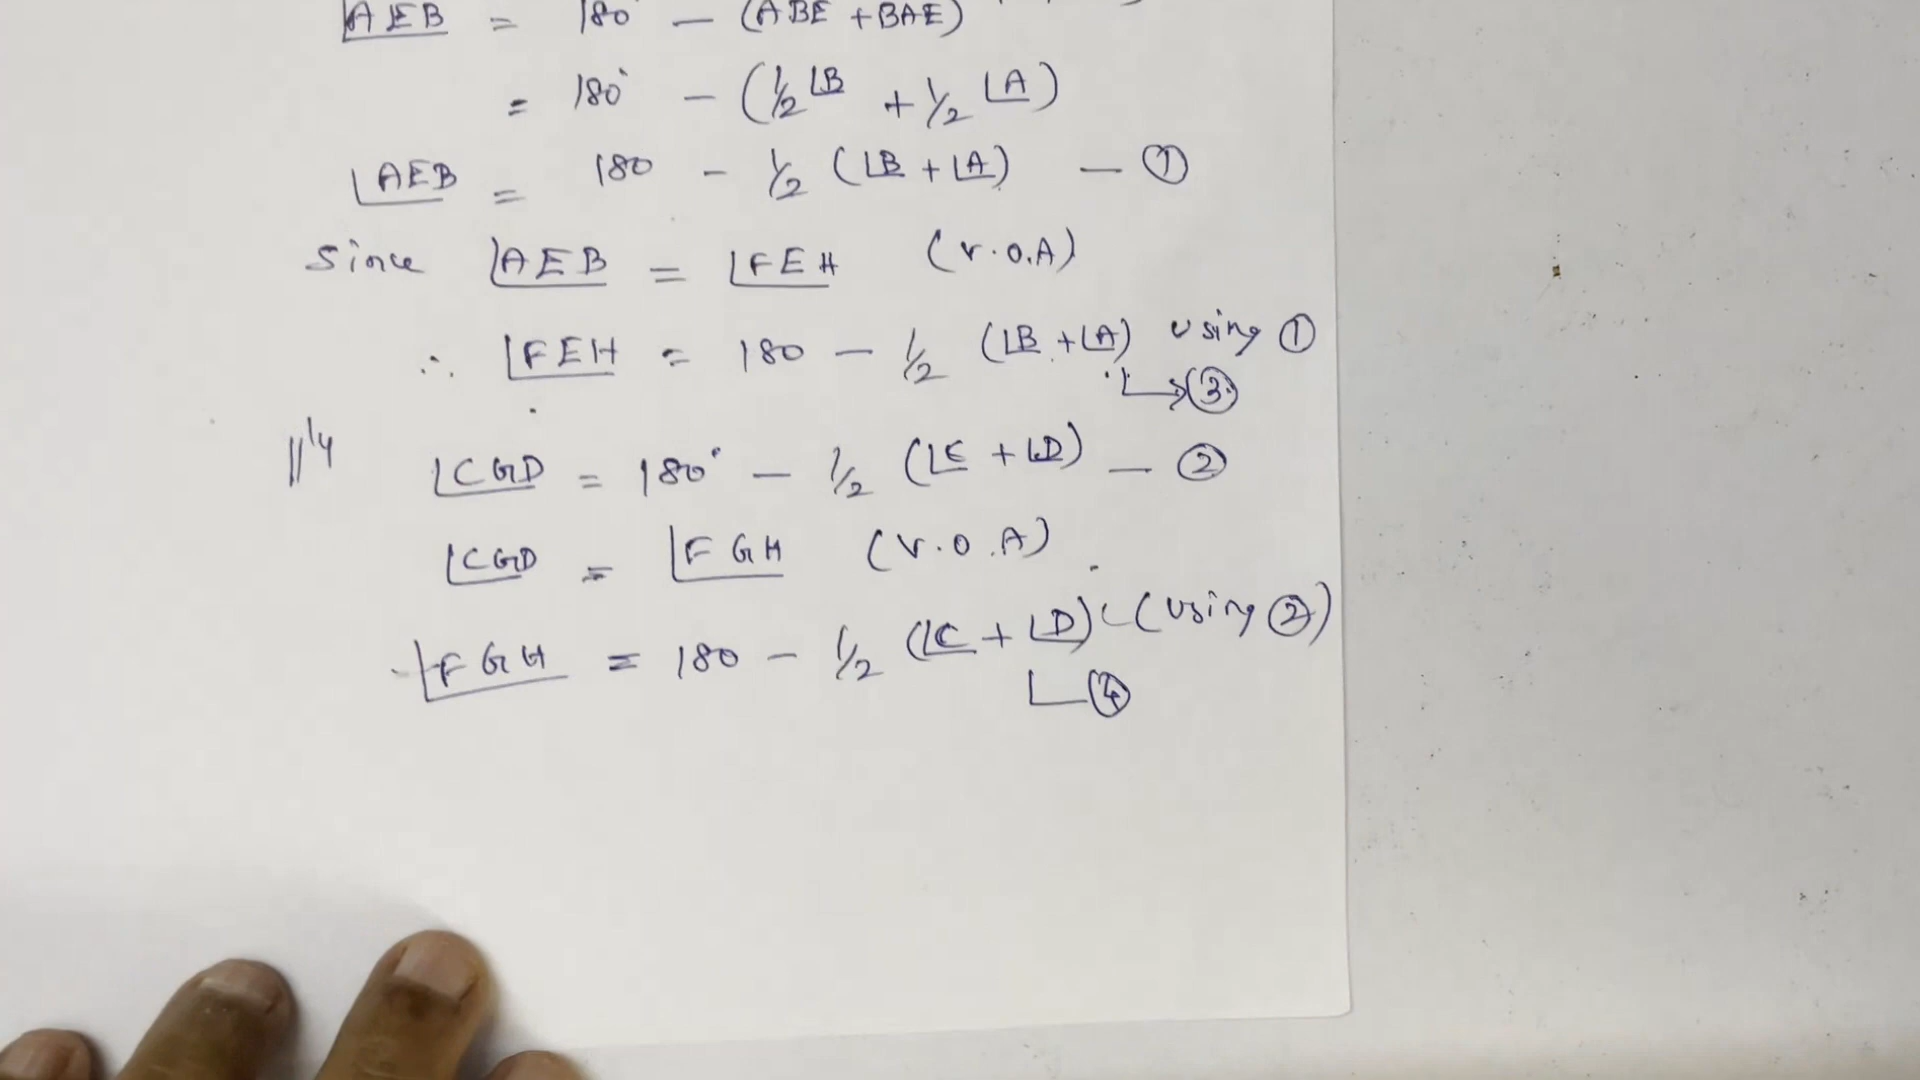 ∠AEB = 180 - (ABE + BAE)
= 180° - (1/2 ∠B + 1/2 ∠A)
∠AEB = 180 - 1/2 (∠B + ∠A) - ①
Since ∠AEB = ∠FEH (V.O.A)
∴ ∠FEH = 180 - 1/2 (∠B + ∠A) using ①
↳ ③
|||ly ∠CGD = 180° - 1/2 (∠C + ∠D) - ②
∠CGD = ∠FGH (V.O.A)
∠FGH = 180 - 1/2 (∠C + ∠D) (using ②)
∟ ④